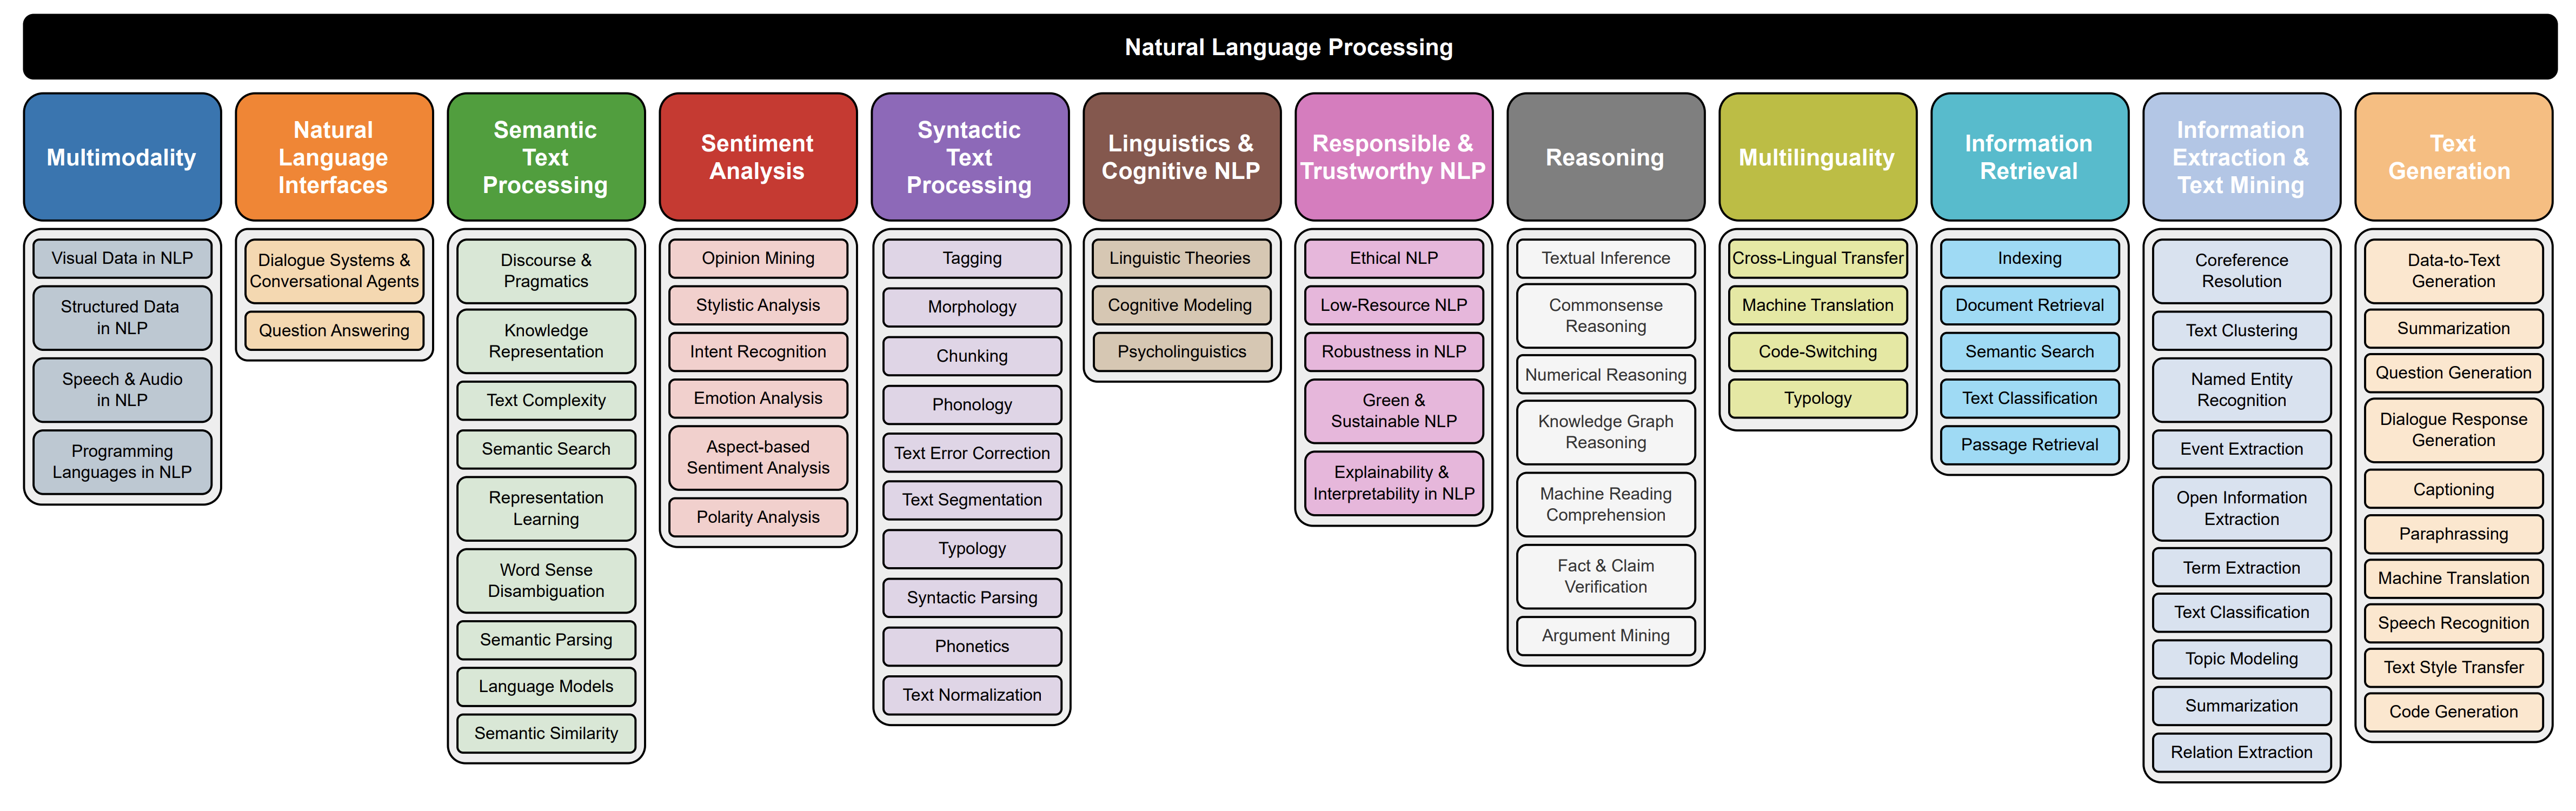 Natural Language Processing
Multimodality
Visual Data in NLP
Structured Data
in NLP
Speech & Audio
in NLP
Programming
Languages in NLP
Natural
Language
Interfaces
Dialogue Systems &
Conversational Agents
Question Answering
Semantic
Text
Processing
Discourse &
Pragmatics
Knowledge
Representation
Text Complexity
Semantic Search
Representation
Learning
Word Sense
Disambiguation
Semantic Parsing
Language Models
Semantic Similarity
Sentiment
Analysis
Opinion Mining
Stylistic Analysis
Intent Recognition
Emotion Analysis
Aspect-based
Sentiment Analysis
Polarity Analysis
Syntactic
Text
Processing
Tagging
Morphology
Chunking
Phonology
Text Error Correction
Text Segmentation
Typology
Syntactic Parsing
Phonetics
Text Normalization
Linguistics &
Cognitive NLP
Linguistic Theories
Cognitive Modeling
Psycholinguistics
Responsible &
Trustworthy NLP
Ethical NLP
Low-Resource NLP
Robustness in NLP
Green &
Sustainable NLP
Explainability &
Interpretability in NLP
Reasoning
Textual Inference
Commonsense
Reasoning
Numerical Reasoning
Knowledge Graph
Reasoning
Machine Reading
Comprehension
Fact & Claim
Verification
Argument Mining
Multilinguality
Cross-Lingual Transfer
Machine Translation
Code-Switching
Typology
Information
Retrieval
Indexing
Document Retrieval
Semantic Search
Text Classification
Passage Retrieval
Information
Extraction &
Text Mining
Coreference
Resolution
Text Clustering
Named Entity
Recognition
Event Extraction
Open Information
Extraction
Term Extraction
Text Classification
Topic Modeling
Summarization
Relation Extraction
Text
Generation
Data-to-Text
Generation
Summarization
Question Generation
Dialogue Response
Generation
Captioning
Paraphrassing
Machine Translation
Speech Recognition
Text Style Transfer
Code Generation